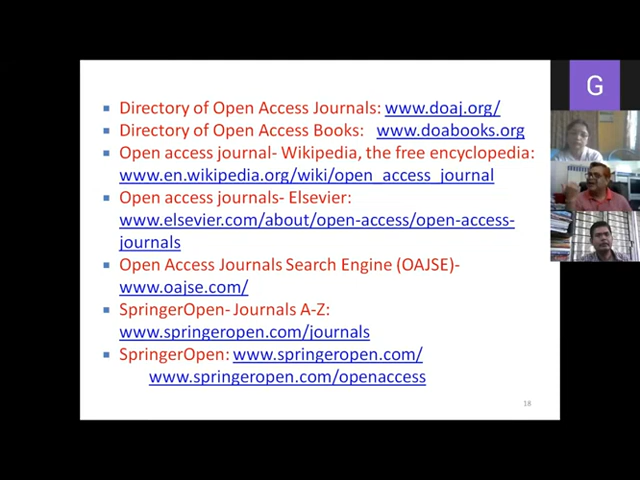 Directory of Open Access Journals: www.doaj.org/
Directory of Open Access Books: www.doabooks.org
Open access journal- Wikipedia, the free encyclopedia:
www.en.wikipedia.org/wiki/open_access_journal
Open access journals- Elsevier:
www.elsevier.com/about/open-access/open-access-
journals
Open Access Journals Search Engine (OAJSE)-
www.oajse.com/
SpringerOpen- Journals A-Z:
www.springeropen.com/journals
SpringerOpen: www.springeropen.com/
www.springeropen.com/openaccess
18
G